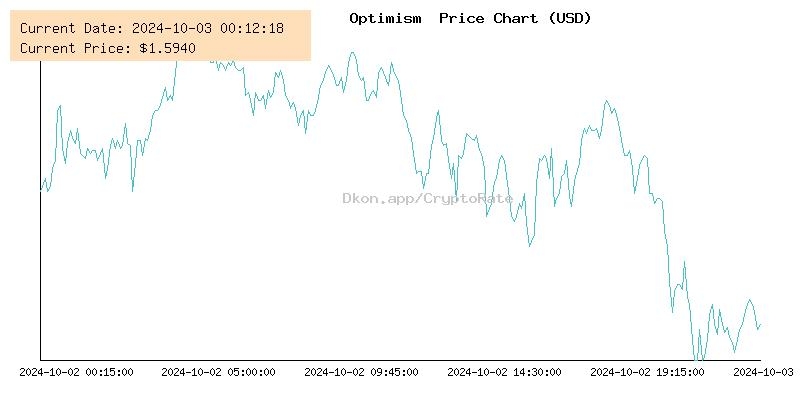 Optimism Price Chart (USD)
Current Date: 2024-10-03 00:12:18
Current Price: $1.5940
Dkon.app/CryptoRate
2024-10-02 00:15:00 2024-10-02 05:00:00 2024-10-02 09:45:00 2024-10-02 14:30:00 2024-10-02 19:15:00 2024-10-03